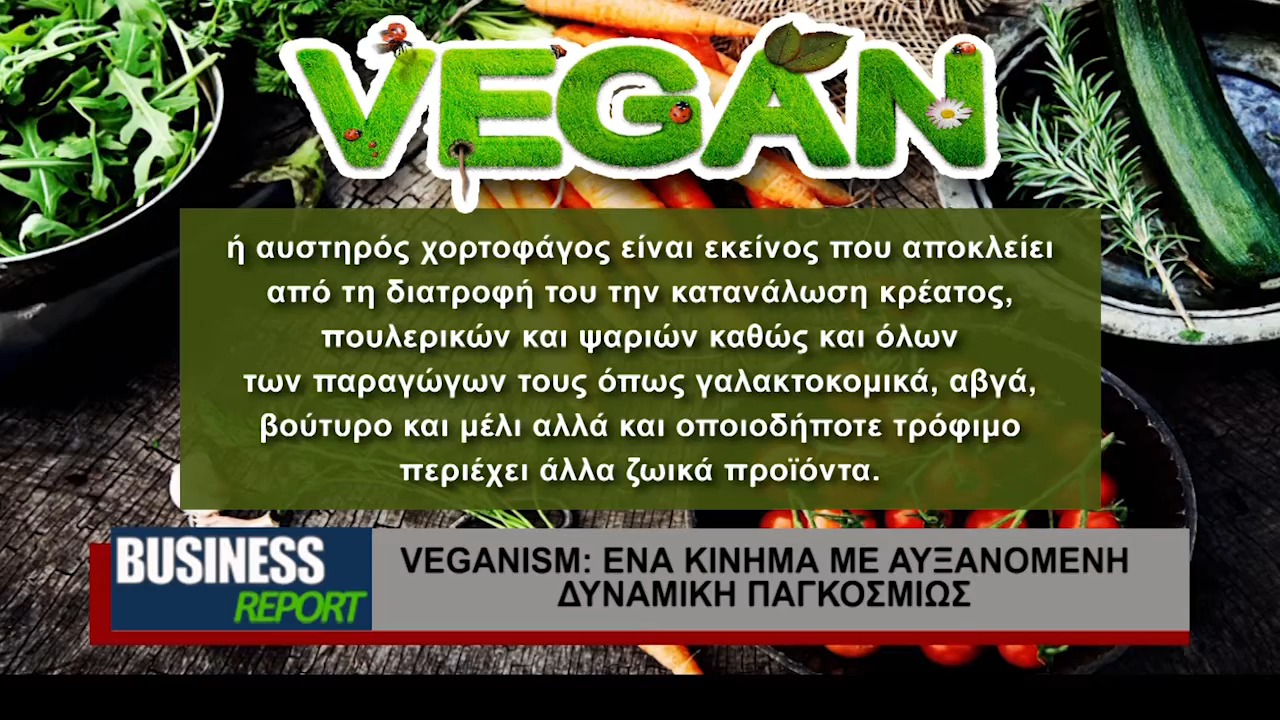 VEGAN
ή αυστηρός χορτοφάγος είναι εκείνος που αποκλείει
από τη διατροφή του την κατανάλωση κρέατος,
πουλερικών και ψαριών καθώς και όλων
των παραγώγων τους όπως γαλακτοκομικά, αβγά,
βούτυρο και μέλι αλλά και οποιοδήποτε τρόφιμο
περιέχει άλλα ζωικά προϊόντα.
BUSINESS
REPORT
VEGANISM: ΕΝΑ ΚΙΝΗΜΑ ΜΕ ΑΥΞΑΝΟΜΕΝΗ
ΔΥΝΑΜΙΚΗ ΠΑΓΚΟΣΜΙΩΣ